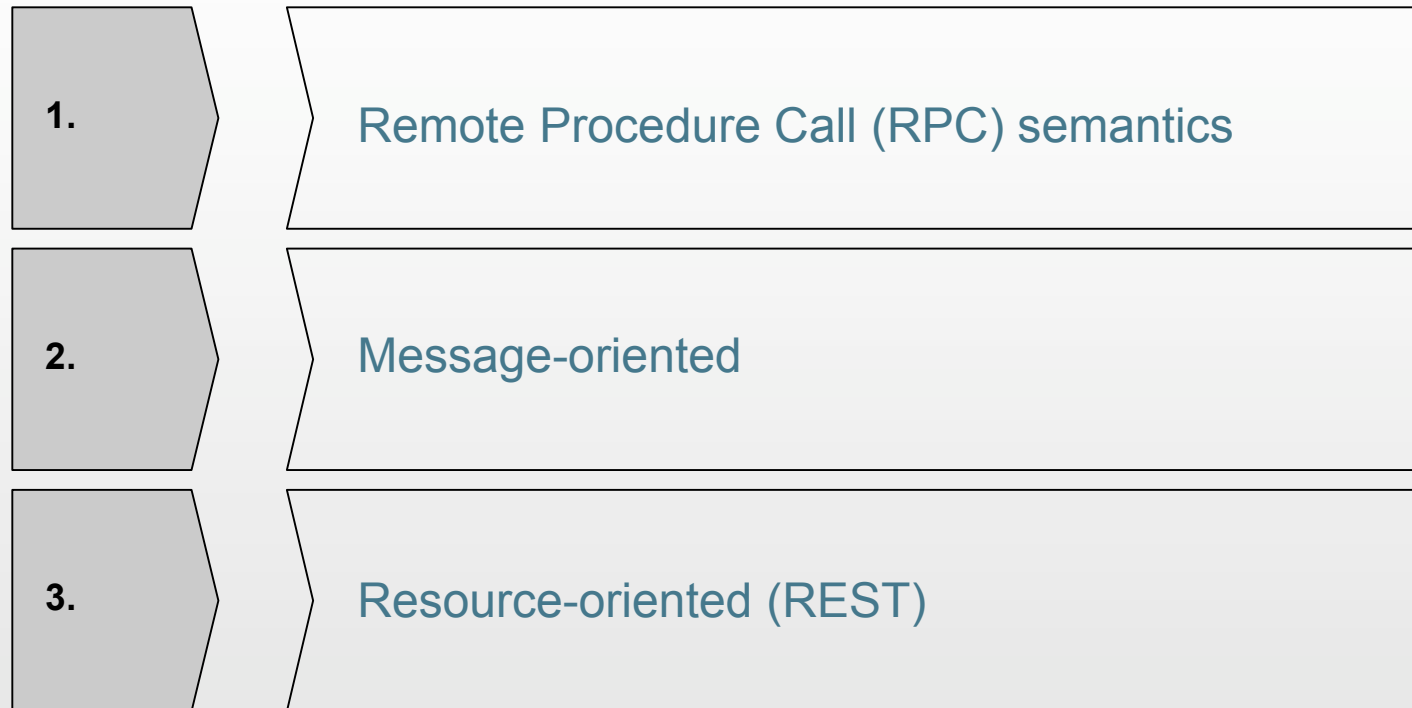 1.
Remote Procedure Call (RPC) semantics
2.
Message-oriented
3.
Resource-oriented (REST)